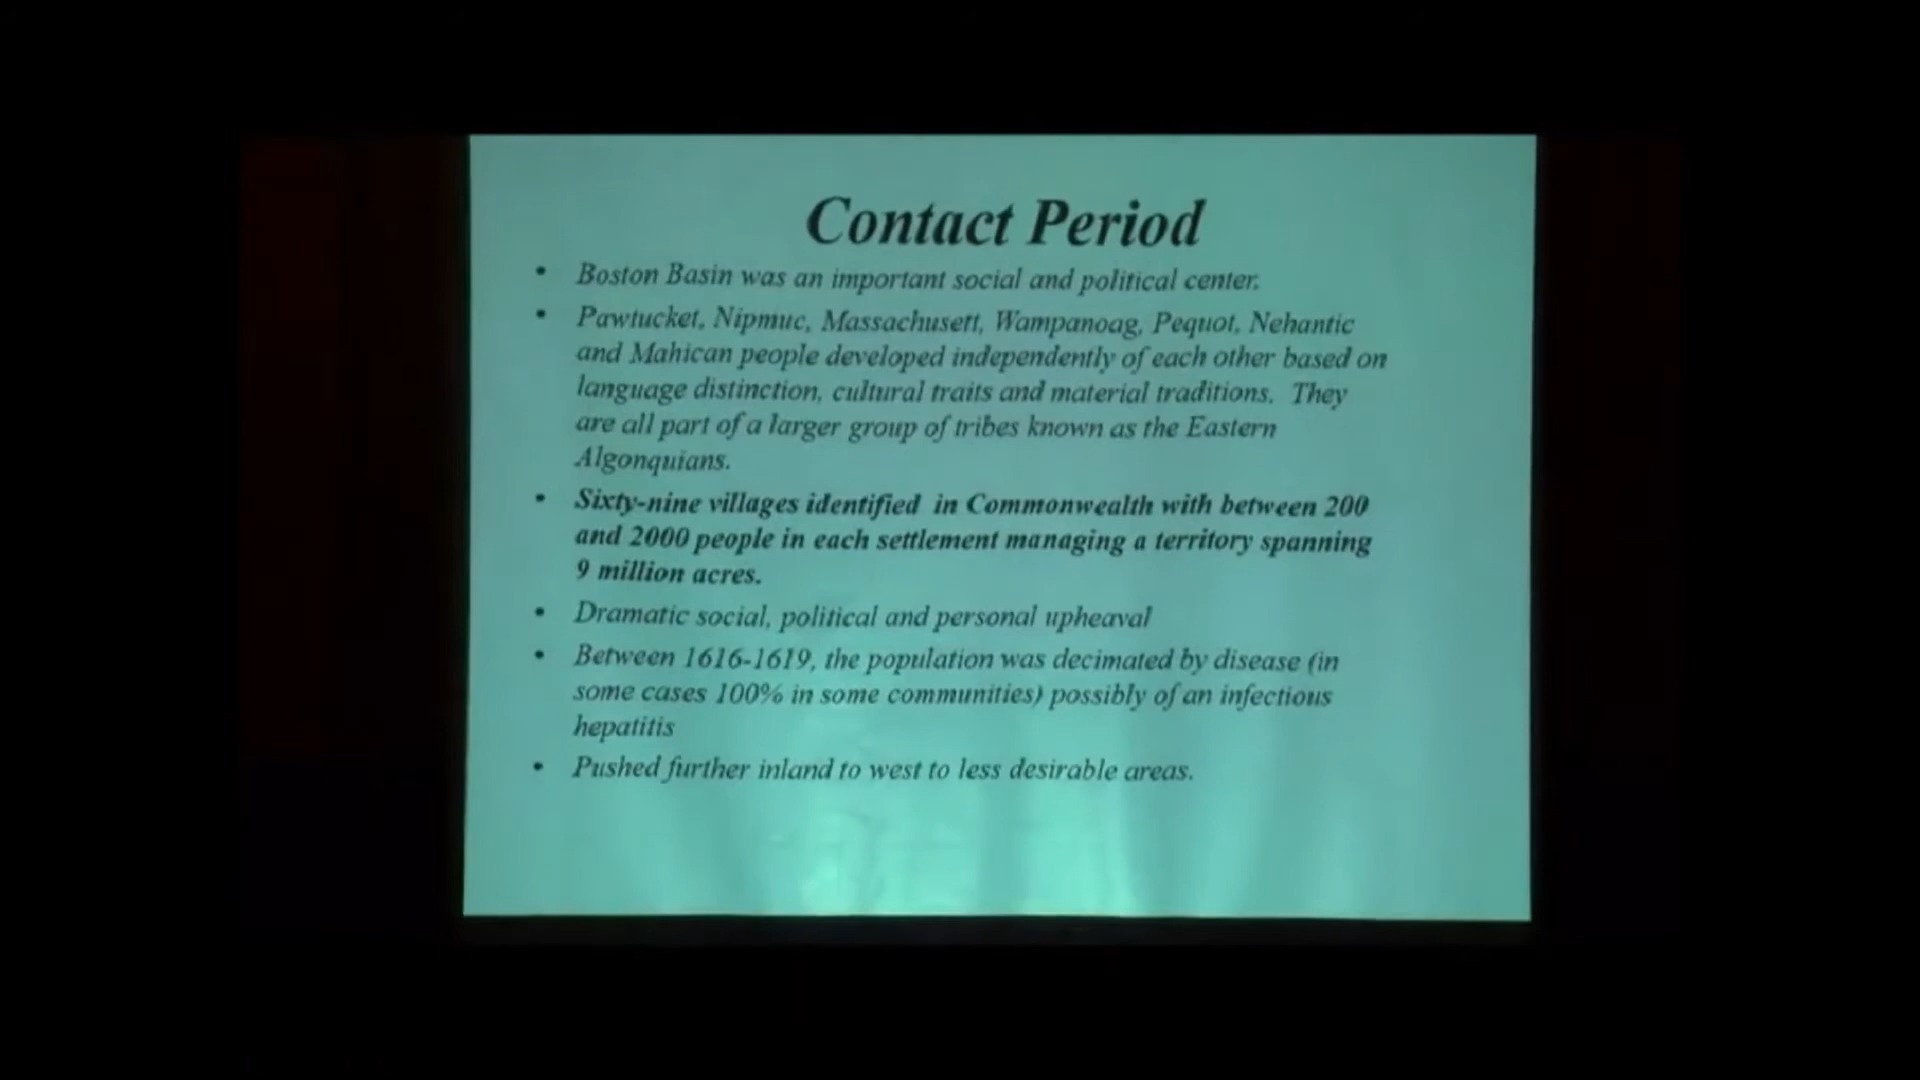 Contact Period
• Boston Basin was an important social and political center.
• Pawtucket, Nipmuc, Massachusett, Wampanoag, Pequot, Nehantic
and Mahican people developed independently of each other based on
language distinction, cultural traits and material traditions. They
are all part of a larger group of tribes known as the Eastern
Algonquians.
• Sixty-nine villages identified in Commonwealth with between 200
and 2000 people in each settlement managing a territory spanning
9 million acres.
• Dramatic social, political and personal upheaval
• Between 1616-1619, the population was decimated by disease (in
some cases 100% in some communities) possibly of an infectious
hepatitis
• Pushed further inland to west to less desirable areas.